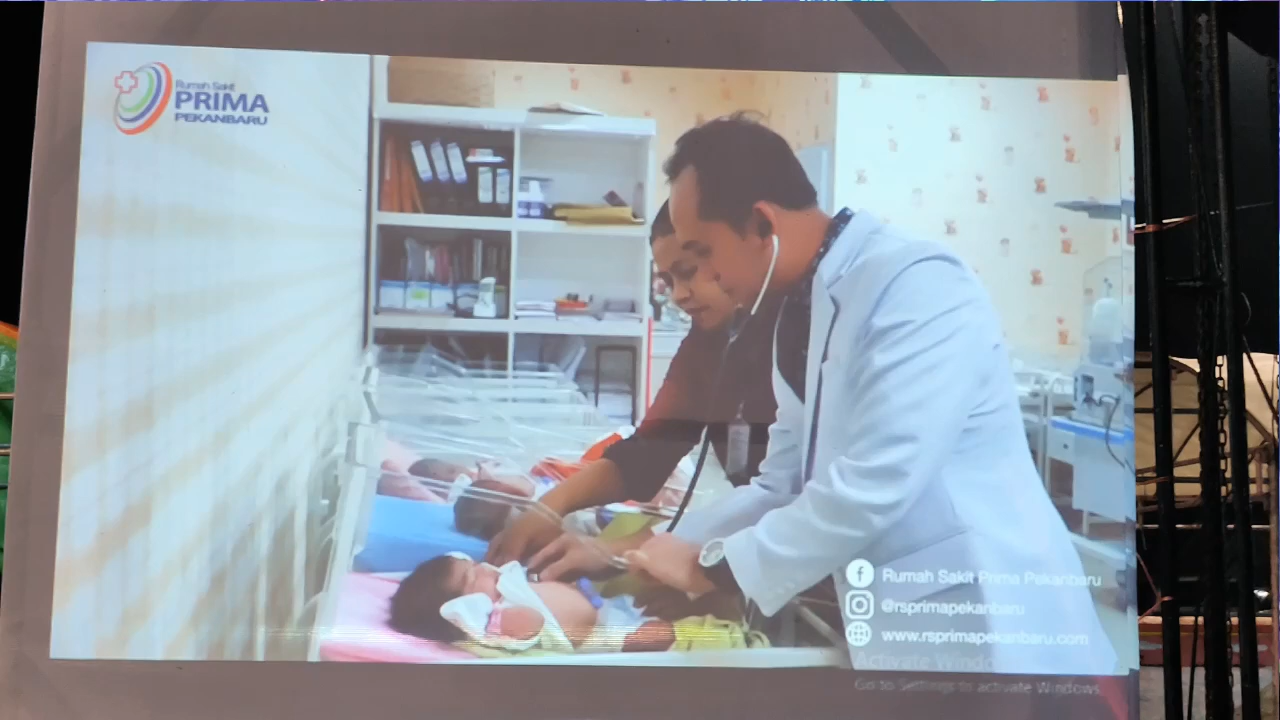 Rumah Sakit
PRIMA
PEKANBARU
Rumah Sakit Prima Pekanbaru
@rsprimapekanbaru
www.rsprimapekanbaru.com
Activate Windo
Go to Settings to activate Windows.